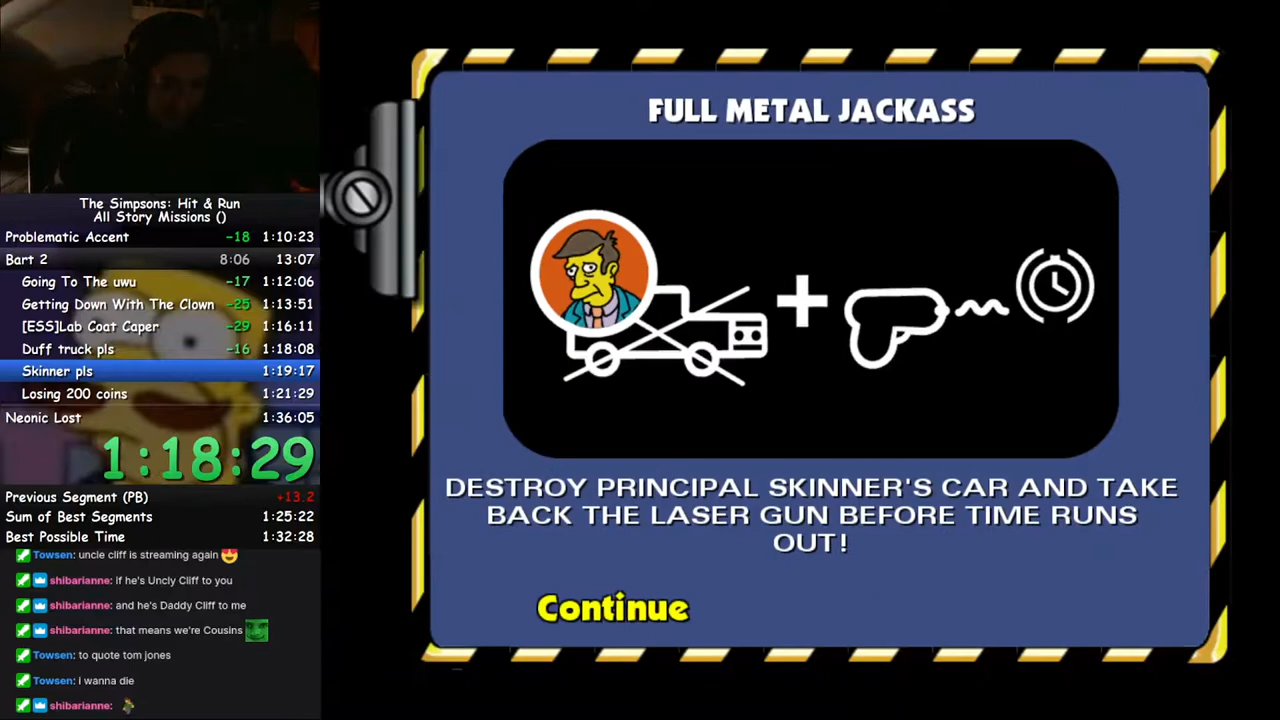 The Simpsons: Hit & Run
All Story Missions ()
Problematic Accent -18 1:10:23
Bart 2 8:06 13:07
Going To The uwu -17 1:12:06
Getting Down With The Clown -25 1:13:51
[ESS]Lab Coat Caper -29 1:16:11
Duff truck pls -16 1:18:08
Skinner pls 1:19:17
Losing 200 coins 1:21:29
Neonic Lost 1:36:05
1:18:29
Previous Segment (PB) +13.2
Sum of Best Segments 1:25:22
Best Possible Time 1:32:28
Towsen: uncle cliff is streaming again
shibarianne: if he's Uncly Cliff to you
shibarianne: and he's Daddy Cliff to me
shibarianne: that means we're Cousins
Towsen: to quote tom jones
Towsen: I wanna die
shibarianne:
FULL METAL JACKASS
DESTROY PRINCIPAL SKINNER'S CAR AND TAKE
BACK THE LASER GUN BEFORE TIME RUNS
OUT!
Continue